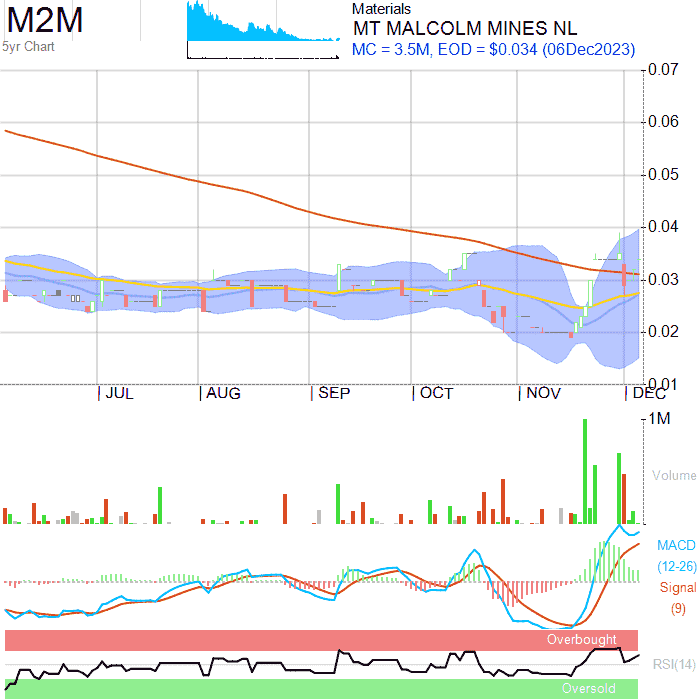 M2M
5yr Chart
Materials
MT MALCOLM MINES NL
MC = 3.5M, EOD = $0.034 (06Dec2023)
0.07
0.06
0.05
0.04
0.03
0.02
0.01
JUL AUG SEP OCT NOV DEC
1M
Volume
MACD
(12-26)
Signal
(9)
Overbought
RSI(14)
Oversold